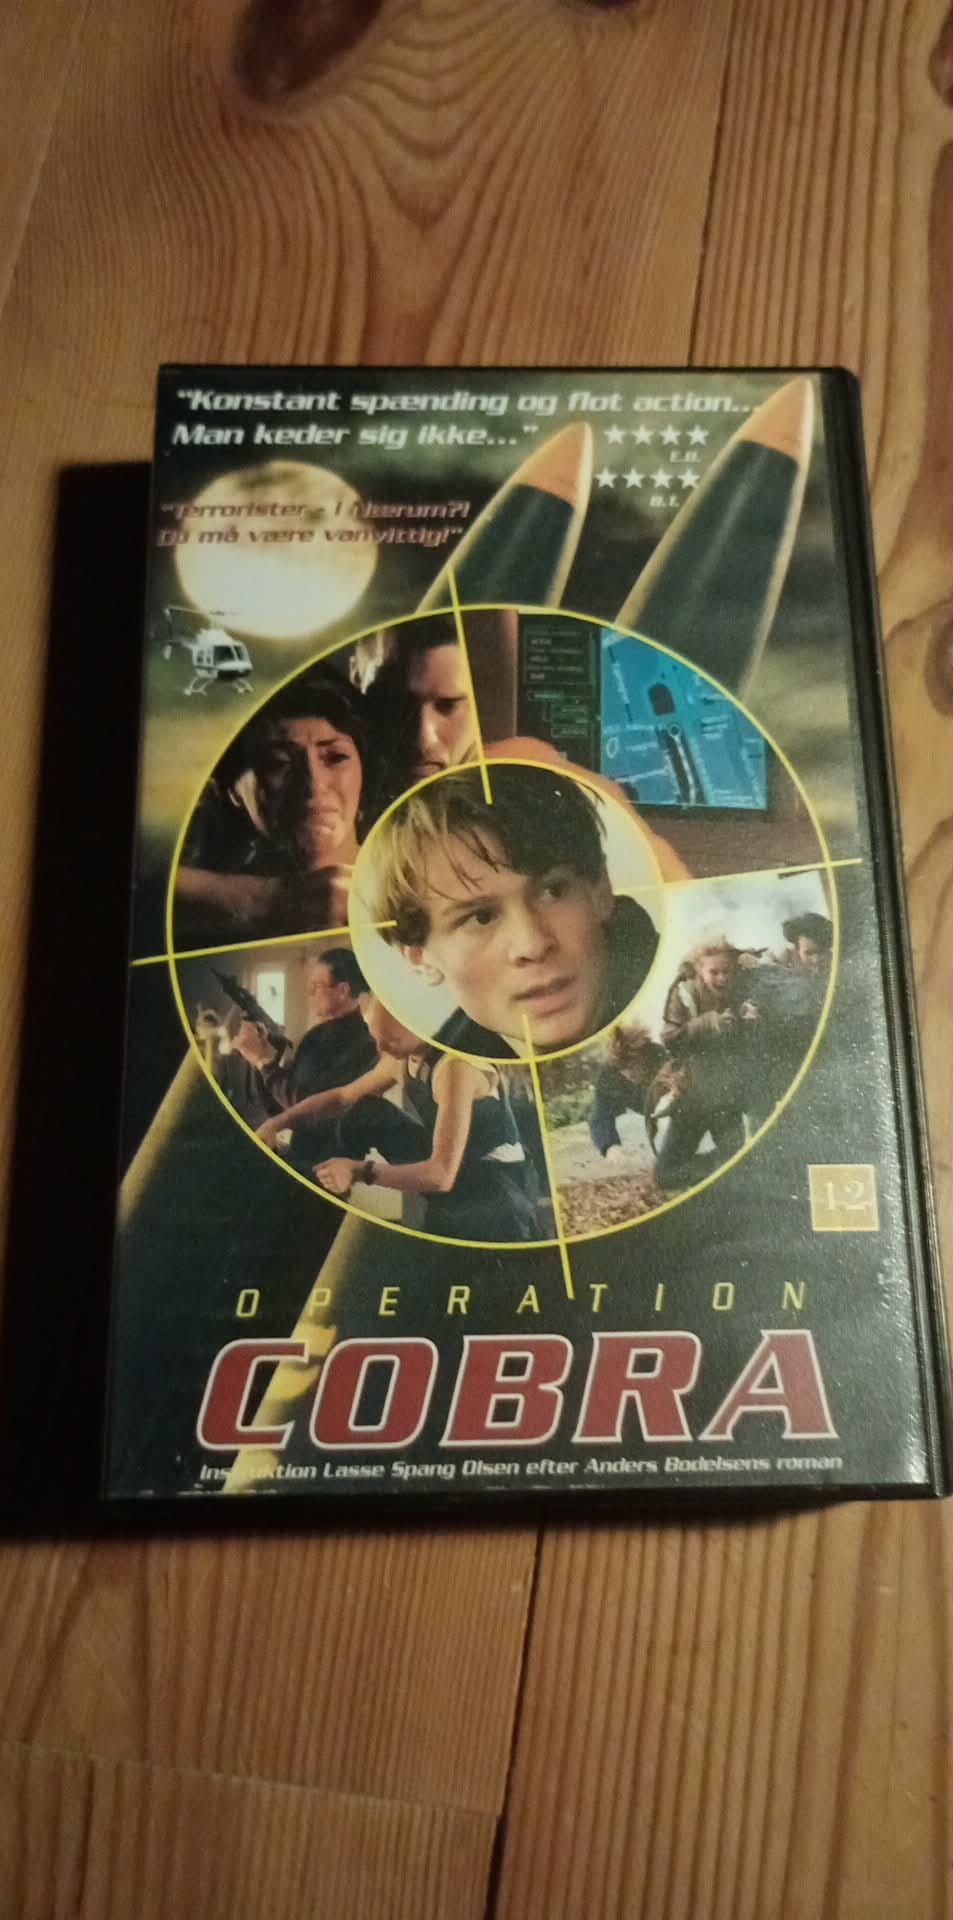 "Konstant spænding og flot action...
Man keder sig ikke..." ★★★★
E.B.
★★★★
B.T.
"Terrorister - i Nærum?!
Du må være vanvittig!"
12
OPERATION
COBRA
Instruktion Lasse Spang Olsen efter Anders Bodelsens roman